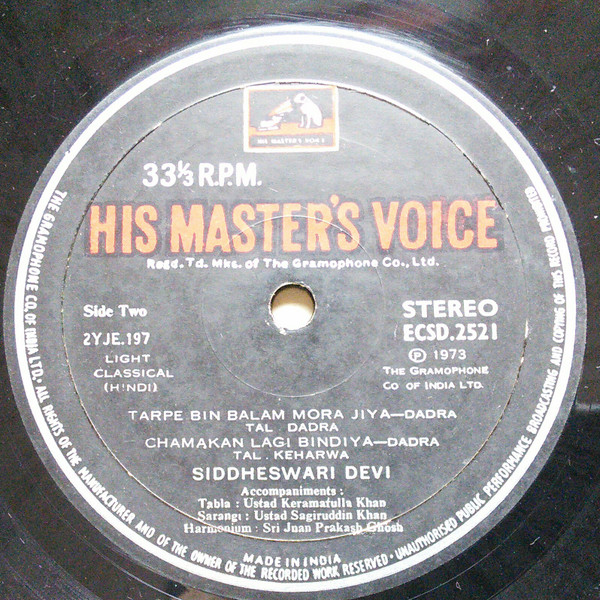 HIS MASTER'S VOICE
33⅓ R.P.M.
HIS MASTER'S VOICE
Regd. Td. Mks. of The Gramophone Co., Ltd.
Side Two
2YJE.197
LIGHT
CLASSICAL
(HINDI)
STEREO
ECSD.2521
Ⓟ 1973
THE GRAMOPHONE
CO OF INDIA LTD.
TARPE BIN BALAM MORA JIYA—DADRA
TAL DADRA
CHAMAKAN LAGI BINDIYA—DADRA
TAL . KEHARWA
SIDDHESWARI DEVI
Accompaniments :
Tabla : Ustad Keramatulla Khan
Sarangi : Ustad Sagiruddin Khan
Harmonium : Sri Juan Prakash Ghosh
MADE IN INDIA
THE GRAMOPHONE CO. OF INDIA LTD. · ALL RIGHTS OF THE MANUFACTURER AND OF THE OWNER OF THE RECORDED WORK RESERVED · UNAUTHORISED PUBLIC PERFORMANCE BROADCASTING AND COPYING OF THIS RECORD PROHIBITED